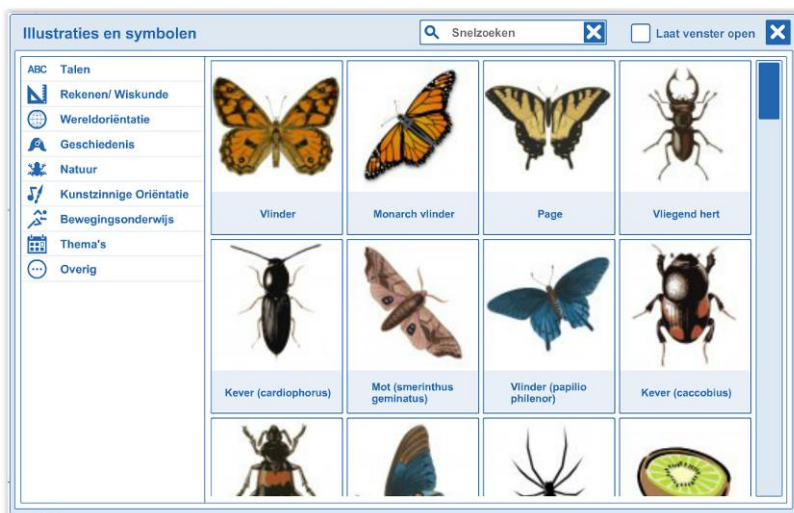 Illustraties en symbolen
Snelzoeken
Laat venster open
ABC Talen
Rekenen/ Wiskunde
Wereldoriëntatie
Geschiedenis
Natuur
Kunstzinnige Oriëntatie
Bewegingsonderwijs
Thema's
Overig
Vlinder
Monarch vlinder
Page
Vliegend hert
Kever (cardiophorus)
Mot (smerinthus
geminatus)
Vlinder (papilio
philenor)
Kever (caccobius)